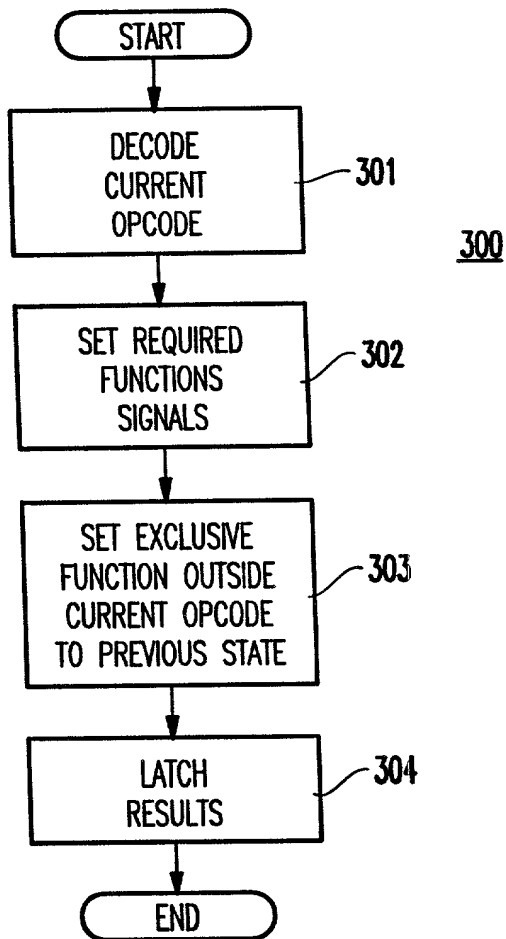 START
DECODE
CURRENT
OPCODE
301
300
SET REQUIRED
FUNCTIONS
SIGNALS
302
SET EXCLUSIVE
FUNCTION OUTSIDE
CURRENT OPCODE
TO PREVIOUS STATE
303
LATCH
RESULTS
304
END